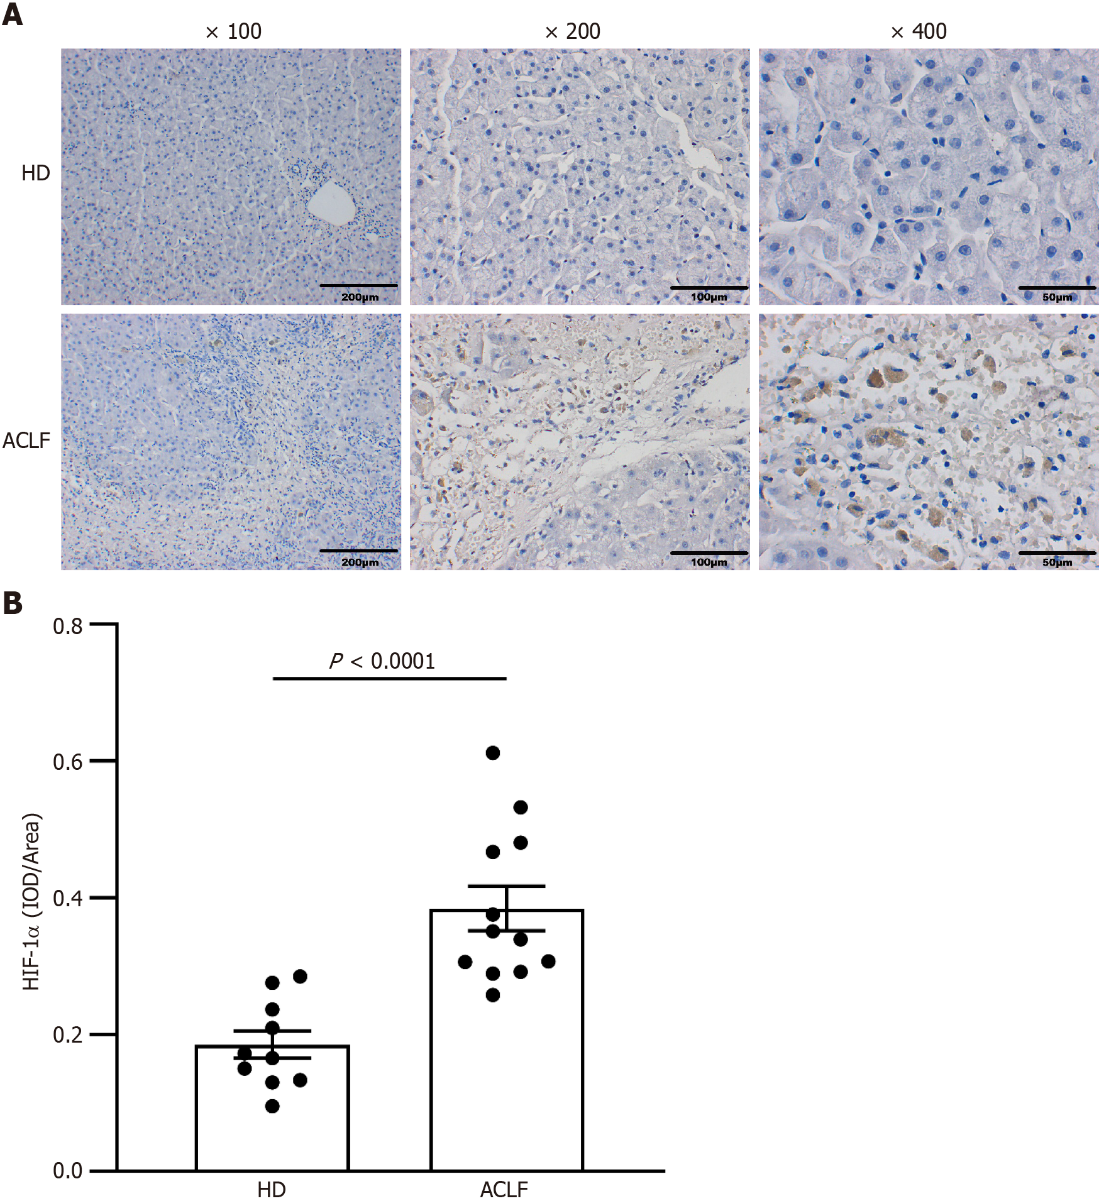 A
× 100
× 200
× 400
HD
200μm
100μm
50μm
ACLF
200μm
100μm
50μm
B
HIF-1α (IOD/Area)
0.8
0.6
0.4
0.2
0.0
P < 0.0001
HD
ACLF